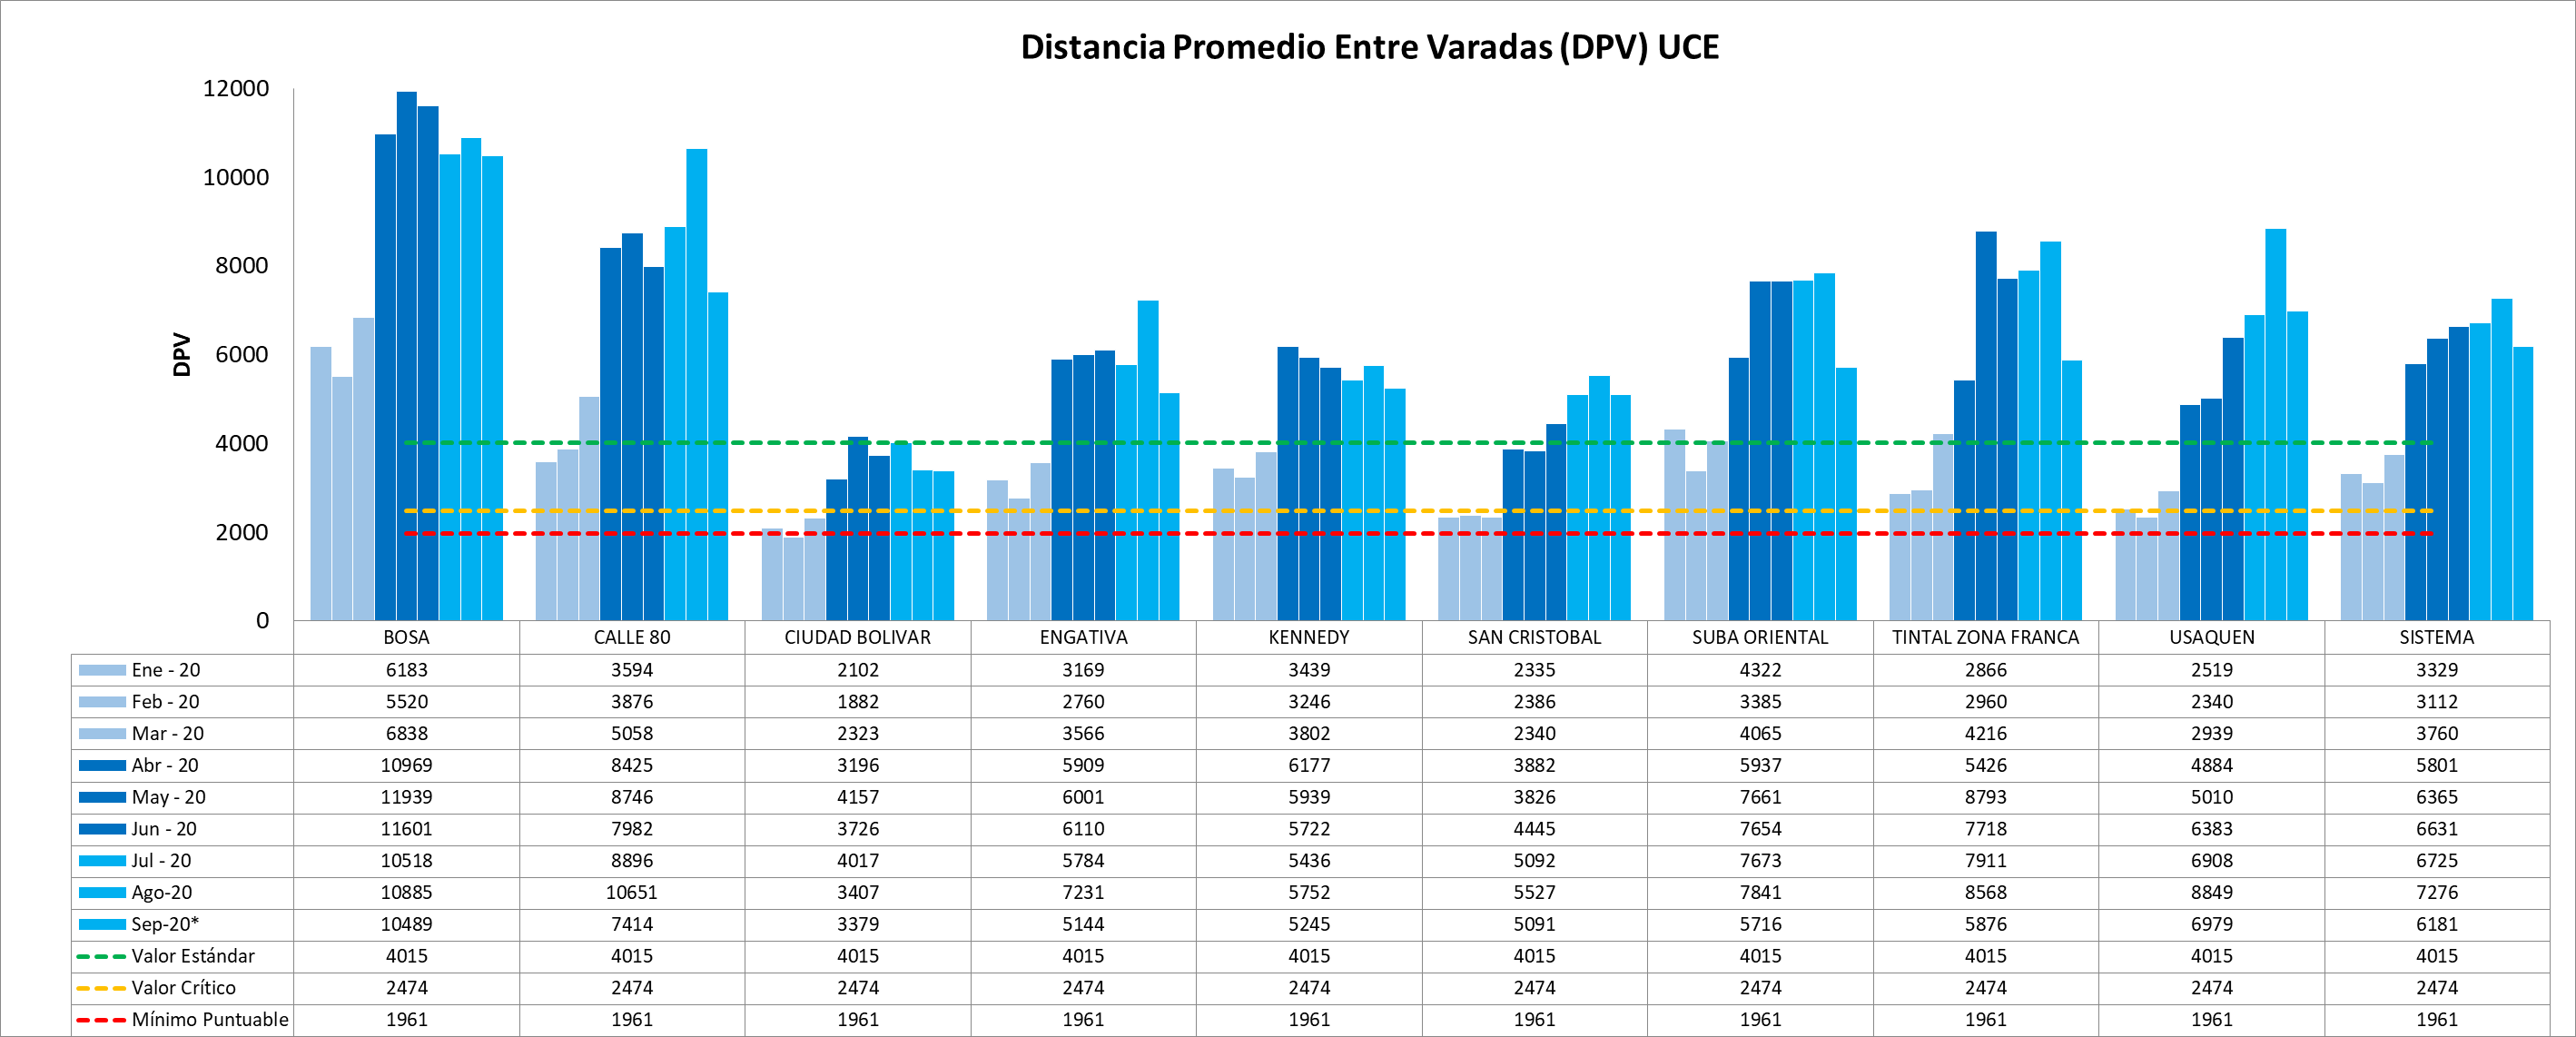 Distancia Promedio Entre Varadas (DPV) UCE
12000
10000
8000
6000
4000
2000
0
DPV
BOSA CALLE 80 CIUDAD BOLIVAR ENGATIVA KENNEDY SAN CRISTOBAL SUBA ORIENTAL TINTAL ZONA FRANCA USAQUEN SISTEMA
Ene - 20 6183 3594 2102 3169 3439 2335 4322 2866 2519 3329
Feb - 20 5520 3876 1882 2760 3246 2386 3385 2960 2340 3112
Mar - 20 6838 5058 2323 3566 3802 2340 4065 4216 2939 3760
Abr - 20 10969 8425 3196 5909 6177 3882 5937 5426 4884 5801
May - 20 11939 8746 4157 6001 5939 3826 7661 8793 5010 6365
Jun - 20 11601 7982 3726 6110 5722 4445 7654 7718 6383 6631
Jul - 20 10518 8896 4017 5784 5436 5092 7673 7911 6908 6725
Ago-20 10885 10651 3407 7231 5752 5527 7841 8568 8849 7276
Sep-20* 10489 7414 3379 5144 5245 5091 5716 5876 6979 6181
Valor Estándar 4015 4015 4015 4015 4015 4015 4015 4015 4015 4015
Valor Crítico 2474 2474 2474 2474 2474 2474 2474 2474 2474 2474
Mínimo Puntuable 1961 1961 1961 1961 1961 1961 1961 1961 1961 1961